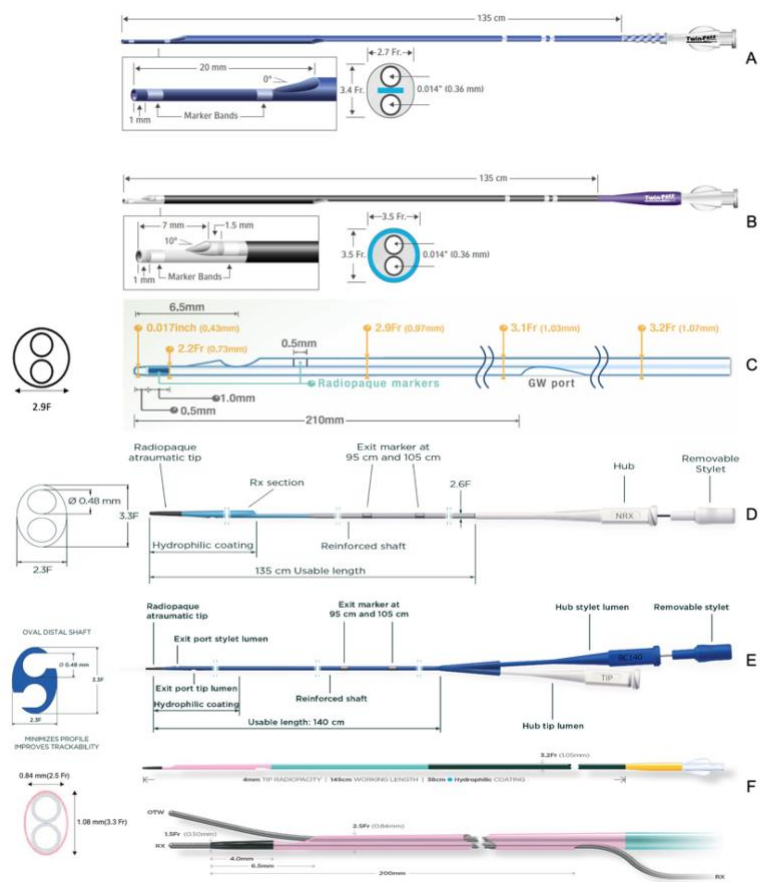 135 cm
Twin-Pass
A
20 mm
0°
1 mm
Marker Bands
2.7 Fr.
3.4 Fr.
0.014" (0.36 mm)
135 cm
Twin-Pass
B
7 mm
1.5 mm
10°
1 mm
Marker Bands
3.5 Fr.
3.5 Fr.
0.014" (0.36 mm)
6.5mm
0.017inch (0.43mm)
2.9Fr (0.97mm)
3.1Fr (1.03mm)
3.2Fr (1.07mm)
2.2Fr (0.73mm)
0.5mm
C
Radiopaque markers
GW port
1.0mm
0.5mm
210mm
2.9F
Radiopaque
atraumatic tip
Exit marker at
95 cm and 105 cm
Rx section
2.6F
Hub
Removable
Stylet
NRX
D
Ø 0.48 mm
3.3F
2.3F
Hydrophilic coating
Reinforced shaft
135 cm Usable length
Radiopaque
atraumatic tip
Exit marker at
95 cm and 105 cm
Hub stylet lumen
Removable stylet
OVAL DISTAL SHAFT
Exit port stylet lumen
E
Ø 0.48 mm
3.3F
2.3F
TIP
Exit port tip lumen
Reinforced shaft
Hydrophilic coating
Usable length: 140 cm
Hub tip lumen
MINIMIZES PROFILE
IMPROVES TRACKABILITY
3.2Fr (1.05mm)
4mm TIP RADIOPACITY | 145cm WORKING LENGTH | 38cm Hydrophilic COATING
F
0.84 mm(2.5 Fr)
1.08 mm(3.3 Fr)
OTW
1.5Fr (0.50mm)
2.5Fr (0.84mm)
RX
4.0mm
6.5mm
200mm
RX